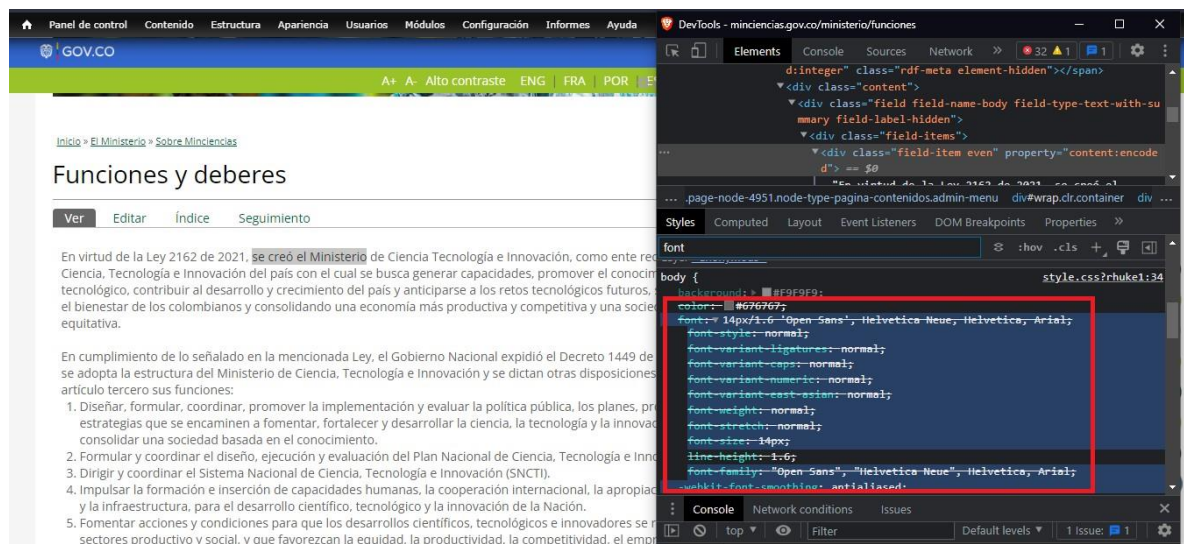 Panel de control Contenido Estructura Apariencia Usuarios Módulos Configuración Informes Ayuda
GOV.CO
A+ A- Alto contraste ENG | FRA | POR |
Inicio » El Ministerio » Sobre Minciencias
Funciones y deberes
Ver Editar Índice Seguimiento
En virtud de la Ley 2162 de 2021, se creó el Ministerio de Ciencia Tecnología e Innovación, como ente
Ciencia, Tecnología e Innovación del país con el cual se busca generar capacidades, promover el
tecnológico, contribuir al desarrollo y crecimiento del país y anticiparse a los retos tecnológicos futuros,
el bienestar de los colombianos y consolidando una economía más productiva y competitiva y una
equitativa.
En cumplimiento de lo señalado en la mencionada Ley, el Gobierno Nacional expidió el Decreto 1449 de
se adopta la estructura del Ministerio de Ciencia, Tecnología e Innovación y se dictan otras disposiciones
artículo tercero sus funciones:
1. Diseñar, formular, coordinar, promover la implementación y evaluar la política pública, los planes,
estrategias que se encaminen a fomentar, fortalecer y desarrollar la ciencia, la tecnología y la
consolidar una sociedad basada en el conocimiento.
2. Formular y coordinar el diseño, ejecución y evaluación del Plan Nacional de Ciencia, Tecnología e
3. Dirigir y coordinar el Sistema Nacional de Ciencia, Tecnología e Innovación (SNCTI).
4. Impulsar la formación e inserción de capacidades humanas, la cooperación internacional, la
y la infraestructura, para el desarrollo científico, tecnológico y la innovación de la Nación.
5. Fomentar acciones y condiciones para que los desarrollos científicos, tecnológicos e innovadores se
sectores productivo y social, y que favorezcan la equidad, la productividad, la competitividad, el
DevTools - minciencias.gov.co/ministerio/funciones
Elements Console Sources Network » 32 1 1
d:integer" class="rdf-meta element-hidden"></span>
<div class="content">
<div class="field field-name-body field-type-text-with-su
mmary field-label-hidden">
<div class="field-items">
<div class="field-item even" property="content:encode
d"> == $0
"En virtud de la Ley 2162 de 2021, se creó el
... .page-node-4951.node-type-pagina-contenidos.admin-menu div#wrap.clr.container div ...
Styles Computed Layout Event Listeners DOM Breakpoints Properties »
font :hov .cls +
body { style.css?rhuke1:34
background: #F9F9F9;
color: #676767;
font: 14px/1.6 'Open Sans', Helvetica Neue, Helvetica, Arial;
font-style: normal;
font-variant-ligatures: normal;
font-variant-caps: normal;
font-variant-numeric: normal;
font-variant-east-asian: normal;
font-weight: normal;
font-stretch: normal;
font-size: 14px;
line-height: 1.6;
font-family: "Open Sans", "Helvetica Neue", Helvetica, Arial;
-webkit-font-smoothing: antialiased;
Console Network conditions Issues
top Filter Default levels 1 Issue: 1